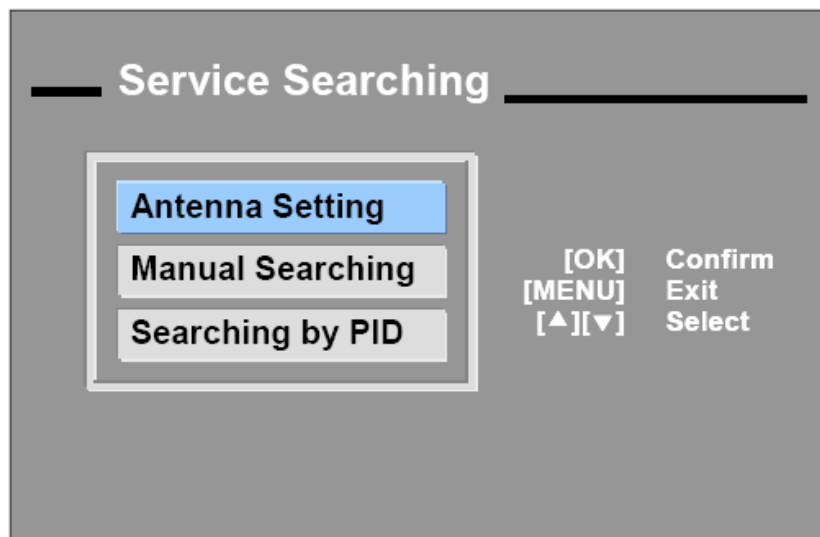 Service Searching
Antenna Setting
Manual Searching
Searching by PID
[OK] Confirm
[MENU] Exit
[▲][▼] Select